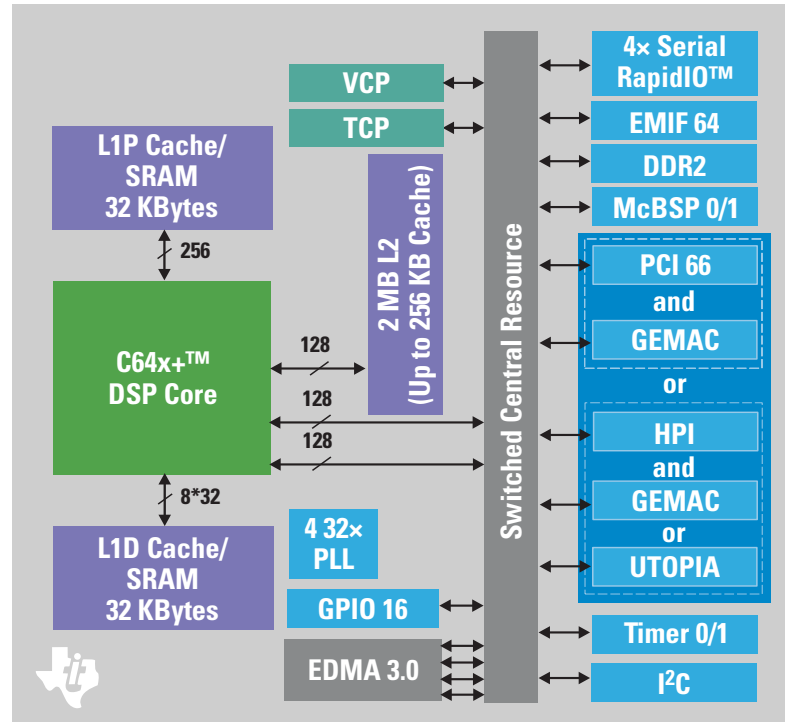 VCP
TCP
L1P Cache/
SRAM
32 KBytes
256
C64x+™
DSP Core
128
128
128
8*32
L1D Cache/
SRAM
32 KBytes
2 MB L2
(Up to 256 KB Cache)
4 32×
PLL
GPIO 16
EDMA 3.0
Switched Central Resource
4× Serial
RapidIO™
EMIF 64
DDR2
McBSP 0/1
PCI 66
and
GEMAC
or
HPI
and
GEMAC
or
UTOPIA
Timer 0/1
I²C
ti